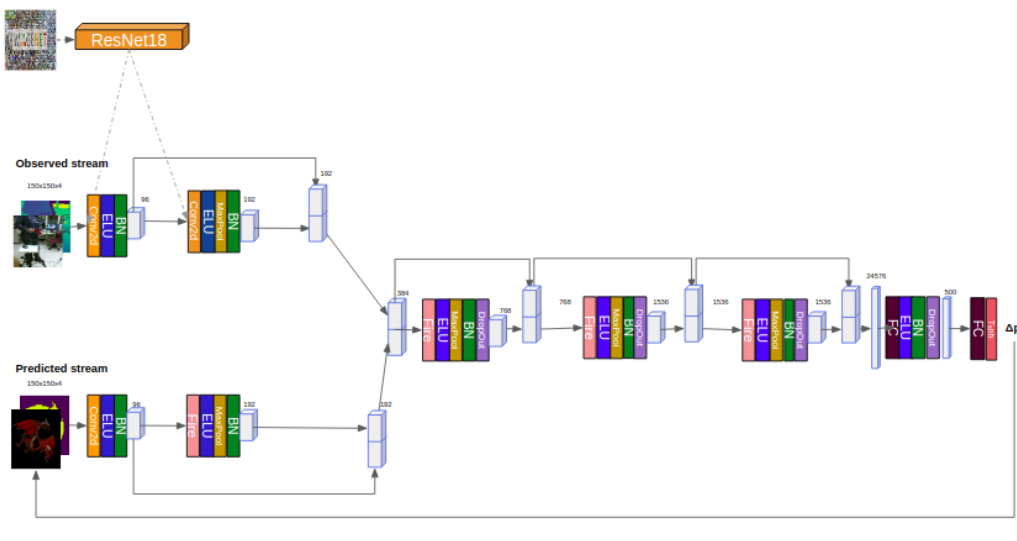 ResNet18
Observed stream
150x150x4
Conv2d
ELU
BN
96
Conv2d
ELU
MaxPool
BN
192
192
384
Fire
ELU
MaxPool
BN
DropOut
768
768
Fire
ELU
MaxPool
BN
DropOut
1536
1536
Fire
ELU
MaxPool
BN
DropOut
1536
24576
FC
ELU
BN
DropOut
500
FC
Tanh
Predicted stream
150x150x4
Conv2d
ELU
BN
96
Fire
ELU
MaxPool
BN
192
192